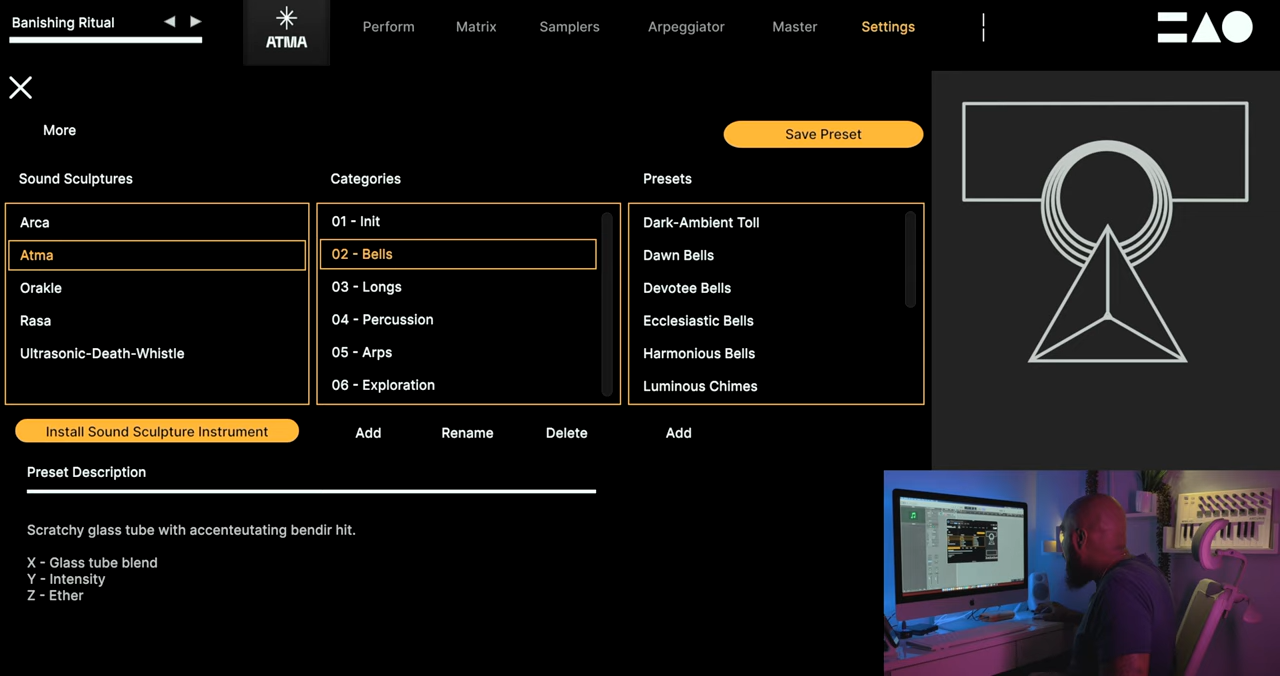 Banishing Ritual
ATMA
Perform
Matrix
Samplers
Arpeggiator
Master
Settings
More
Save Preset
Sound Sculptures
Categories
Presets
Arca
Atma
Orakle
Rasa
Ultrasonic-Death-Whistle
01 - Init
02 - Bells
03 - Longs
04 - Percussion
05 - Arps
06 - Exploration
Dark-Ambient Toll
Dawn Bells
Devotee Bells
Ecclesiastic Bells
Harmonious Bells
Luminous Chimes
Install Sound Sculpture Instrument
Add
Rename
Delete
Add
Preset Description
Scratchy glass tube with accenteutating bendir hit.
X - Glass tube blend
Y - Intensity
Z - Ether